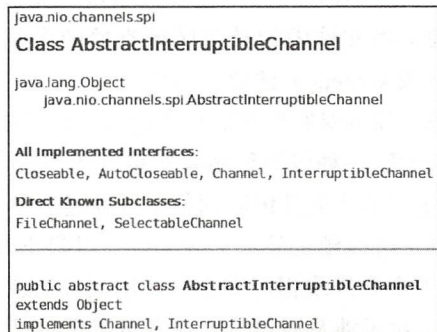 java.nio.channels.spi
Class AbstractInterruptibleChannel
java.lang.Object
java.nio.channels.spi.AbstractInterruptibleChannel
All Implemented Interfaces:
Closeable, AutoCloseable, Channel, InterruptibleChannel
Direct Known Subclasses:
FileChannel, SelectableChannel
public abstract class AbstractInterruptibleChannel
extends Object
implements Channel, InterruptibleChannel